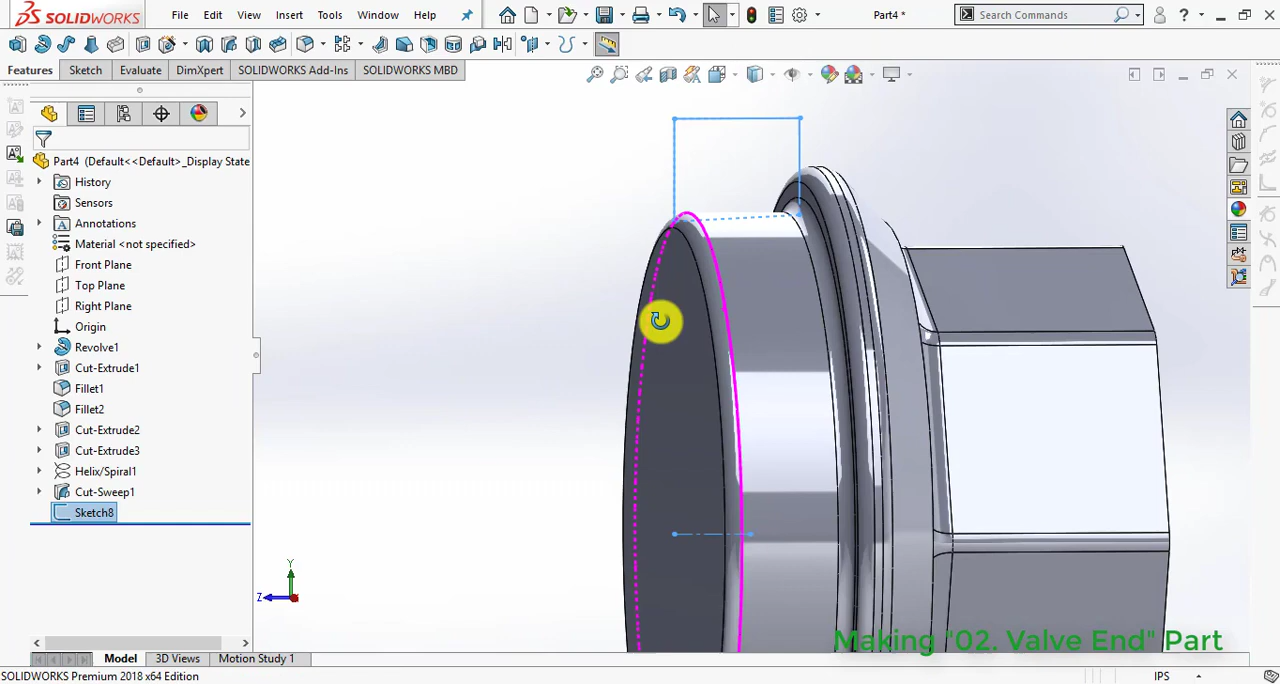 SOLIDWORKS File Edit View Insert Tools Window Help Part4 * Search Commands ?
Features Sketch Evaluate DimXpert SOLIDWORKS Add-Ins SOLIDWORKS MBD
Part4 (Default<<Default>_Display State
History
Sensors
Annotations
Material <not specified>
Front Plane
Top Plane
Right Plane
Origin
Revolve1
Cut-Extrude1
Fillet1
Fillet2
Cut-Extrude2
Cut-Extrude3
Helix/Spiral1
Cut-Sweep1
Sketch8
Y
Z
Making "02. Valve End" Part
Model 3D Views Motion Study 1
SOLIDWORKS Premium 2018 x64 Edition IPS